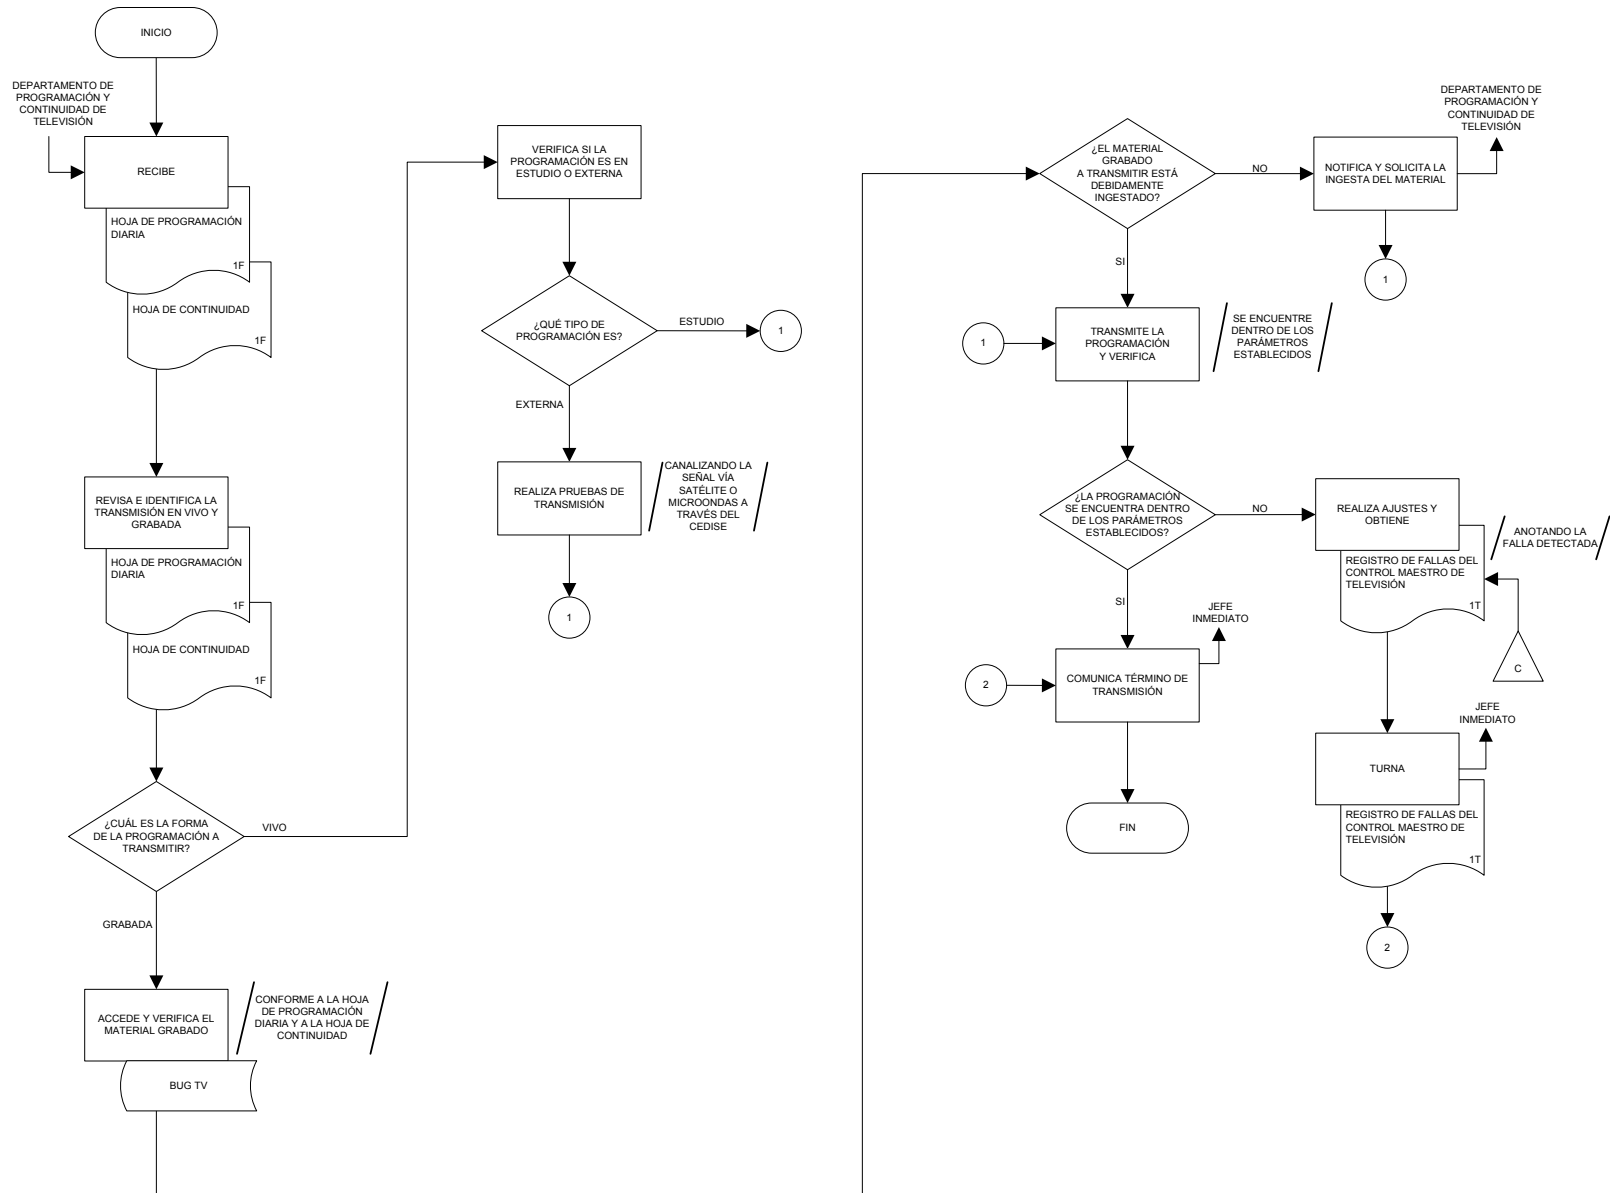 INICIO
DEPARTAMENTO DE
PROGRAMACIÓN Y
CONTINUIDAD DE
TELEVISIÓN
RECIBE
HOJA DE PROGRAMACIÓN
DIARIA
1F
HOJA DE CONTINUIDAD
1F
REVISA E IDENTIFICA LA
TRANSMISIÓN EN VIVO Y
GRABADA
HOJA DE PROGRAMACIÓN
DIARIA
1F
HOJA DE CONTINUIDAD
1F
¿CUÁL ES LA FORMA
DE LA PROGRAMACIÓN A
TRANSMITIR?
VIVO
GRABADA
ACCEDE Y VERIFICA EL
MATERIAL GRABADO
CONFORME A LA HOJA
DE PROGRAMACIÓN
DIARIA Y A LA HOJA DE
CONTINUIDAD
BUG TV
VERIFICA SI LA
PROGRAMACIÓN ES EN
ESTUDIO O EXTERNA
¿QUÉ TIPO DE
PROGRAMACIÓN ES?
ESTUDIO
1
EXTERNA
REALIZA PRUEBAS DE
TRANSMISIÓN
CANALIZANDO LA
SEÑAL VÍA
SATÉLITE O
MICROONDAS A
TRAVÉS DEL
CEDISE
1
¿EL MATERIAL
GRABADO
A TRANSMITIR ESTÁ
DEBIDAMENTE
INGESTADO?
NO
NOTIFICA Y SOLICITA LA
INGESTA DEL MATERIAL
DEPARTAMENTO DE
PROGRAMACIÓN Y
CONTINUIDAD DE
TELEVISIÓN
1
SI
1
TRANSMITE LA
PROGRAMACIÓN
Y VERIFICA
SE ENCUENTRE
DENTRO DE LOS
PARÁMETROS
ESTABLECIDOS
¿LA PROGRAMACIÓN
SE ENCUENTRA DENTRO
DE LOS PARÁMETROS
ESTABLECIDOS?
NO
REALIZA AJUSTES Y
OBTIENE
ANOTANDO LA
FALLA DETECTADA
REGISTRO DE FALLAS DEL
CONTROL MAESTRO DE
TELEVISIÓN
1T
C
SI
JEFE
INMEDIATO
2
COMUNICA TÉRMINO DE
TRANSMISIÓN
FIN
JEFE
INMEDIATO
TURNA
REGISTRO DE FALLAS DEL
CONTROL MAESTRO DE
TELEVISIÓN
1T
2